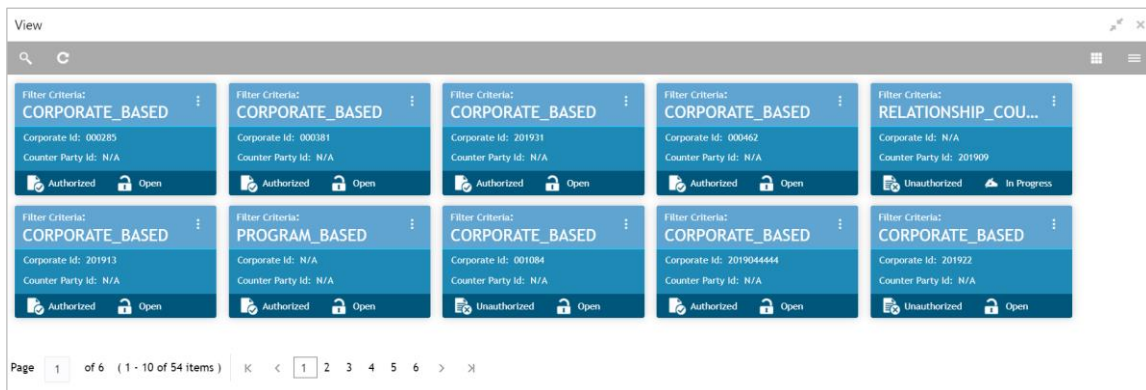 View
Filter Criteria:
CORPORATE_BASED
Corporate Id: 000285
Counter Party Id: N/A
Authorized Open
Filter Criteria:
CORPORATE_BASED
Corporate Id: 000381
Counter Party Id: N/A
Authorized Open
Filter Criteria:
CORPORATE_BASED
Corporate Id: 201931
Counter Party Id: N/A
Authorized Open
Filter Criteria:
CORPORATE_BASED
Corporate Id: 000462
Counter Party Id: N/A
Authorized Open
Filter Criteria:
RELATIONSHIP_COU...
Corporate Id: N/A
Counter Party Id: 201909
Unauthorized In Progress
Filter Criteria:
CORPORATE_BASED
Corporate Id: 201913
Counter Party Id: N/A
Authorized Open
Filter Criteria:
PROGRAM_BASED
Corporate Id: N/A
Counter Party Id: N/A
Authorized Open
Filter Criteria:
CORPORATE_BASED
Corporate Id: 001084
Counter Party Id: N/A
Unauthorized Open
Filter Criteria:
CORPORATE_BASED
Corporate Id: 2019044444
Counter Party Id: N/A
Authorized Open
Filter Criteria:
CORPORATE_BASED
Corporate Id: 201922
Counter Party Id: N/A
Unauthorized Open
Page 1 of 6 ( 1 - 10 of 54 items ) 1 2 3 4 5 6